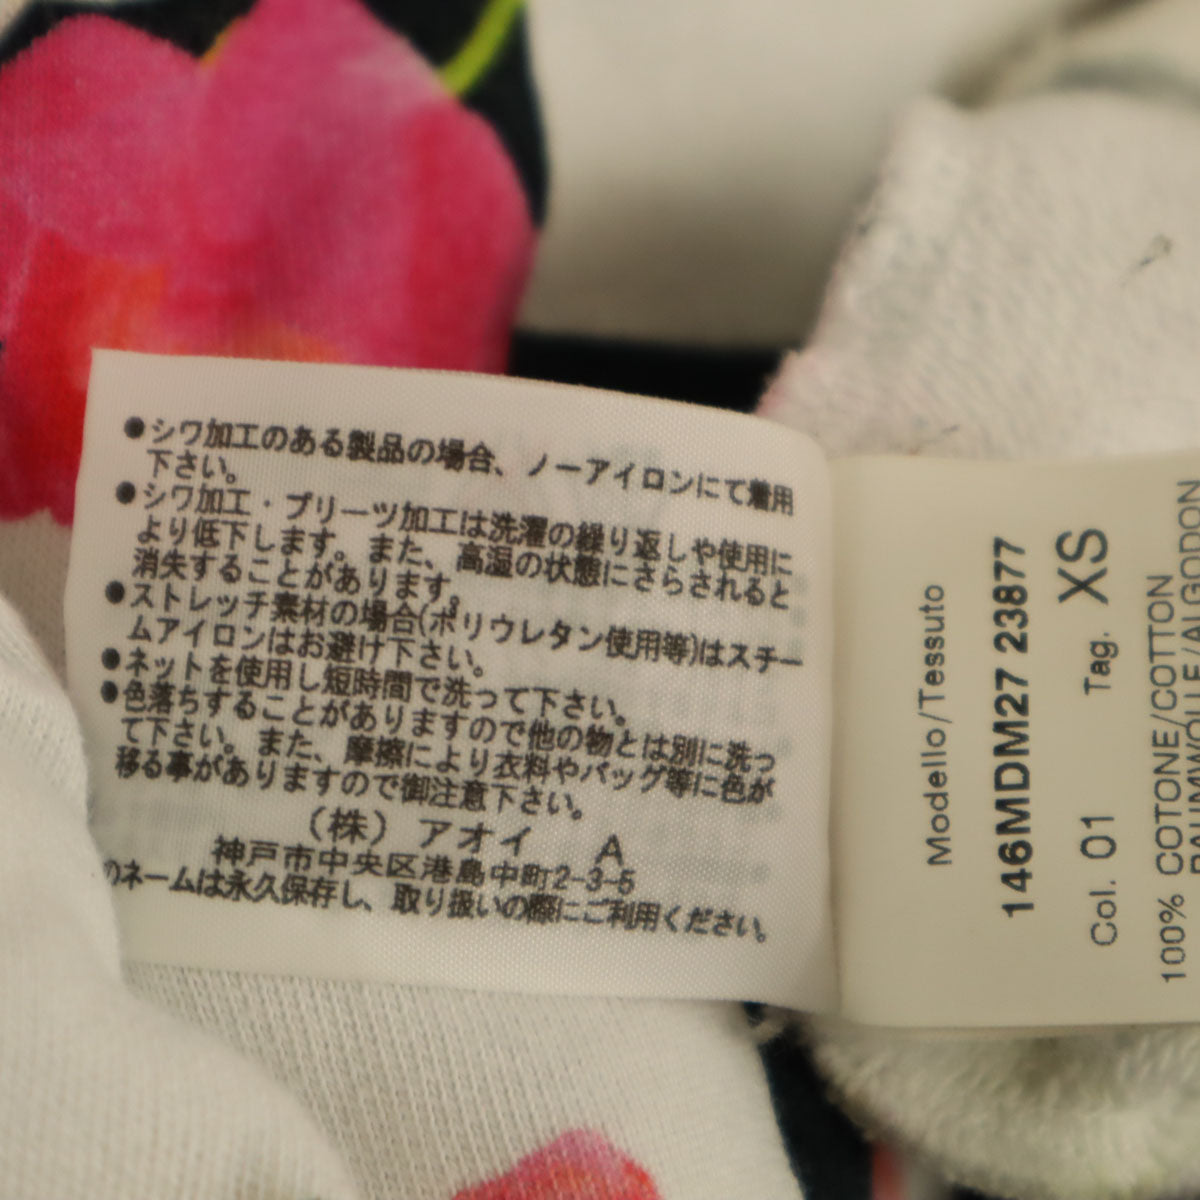 ●シワ加工のある製品の場合、ノーアイロンにて着用
下さい。
●シワ加工・プリーツ加工は洗濯の繰り返しや使用に
より低下します。また、高湿の状態にさらされると
消失することがあります。
●ストレッチ素材の場合(ポリウレタン使用等)はスチー
ムアイロンはお避け下さい。
●ネットを使用し短時間で洗って下さい。
●色落ちすることがありますので他の物とは別に洗っ
て下さい。また、摩擦により衣料やバッグ等に色が
移る事がありますので御注意下さい。
(株) アオイ A
神戸市中央区港島中町2-3-5
のネームは永久保存し、取り扱いの際にご利用ください。
Modello/Tessuto
146MDM27 23877
Col. 01 Tag. XS
100% COTONE/COTTON
BAUMWOLLE/ALGODON